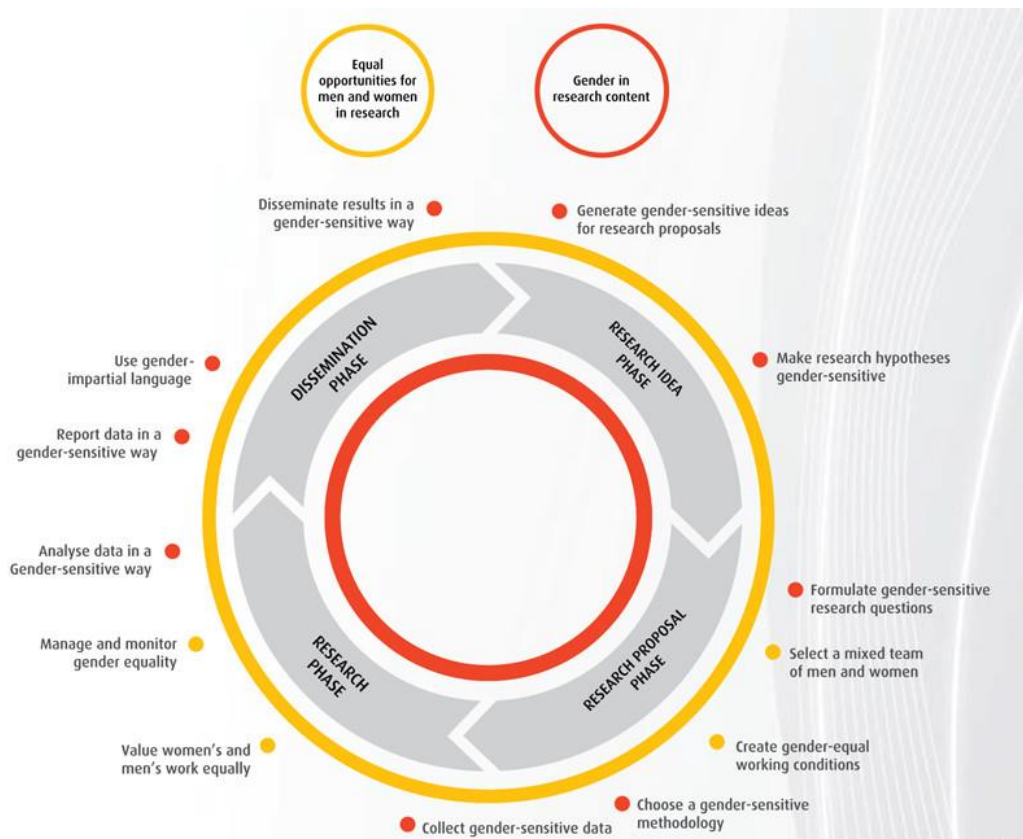 Equal
opportunities for
men and women
in research
Gender in
research content
Disseminate results in a
gender-sensitive way
Generate gender-sensitive ideas
for research proposals
DISSEMINATION
PHASE
RESEARCH IDEA
PHASE
Use gender-
impartial language
Make research hypotheses
gender-sensitive
Report data in a
gender-sensitive way
Analyse data in a
Gender-sensitive way
Formulate gender-sensitive
research questions
Manage and monitor
gender equality
RESEARCH
PHASE
RESEARCH PROPOSAL
PHASE
Select a mixed team
of men and women
Value women's and
men's work equally
Create gender-equal
working conditions
Collect gender-sensitive data
Choose a gender-sensitive
methodology